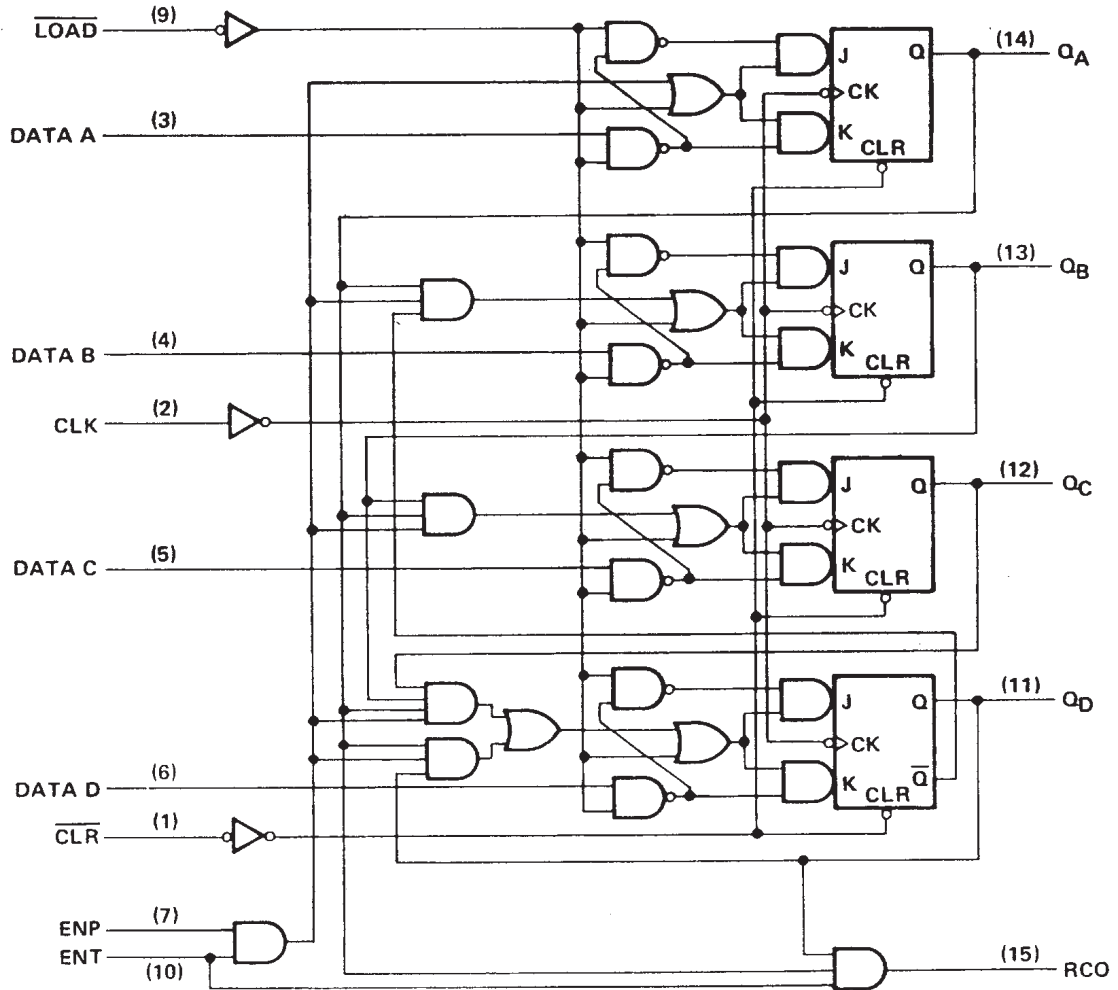 LOAD (9)
J Q (14) QA
CK
DATA A (3)
K
CLR
J Q (13) QB
CK
DATA B (4)
K
CLR
CLK (2)
J Q (12) QC
CK
DATA C (5)
K
CLR
J Q (11) QD
CK
DATA D (6)
K Q
CLR
CLR (1)
ENP (7)
ENT (10)
(15) RCO